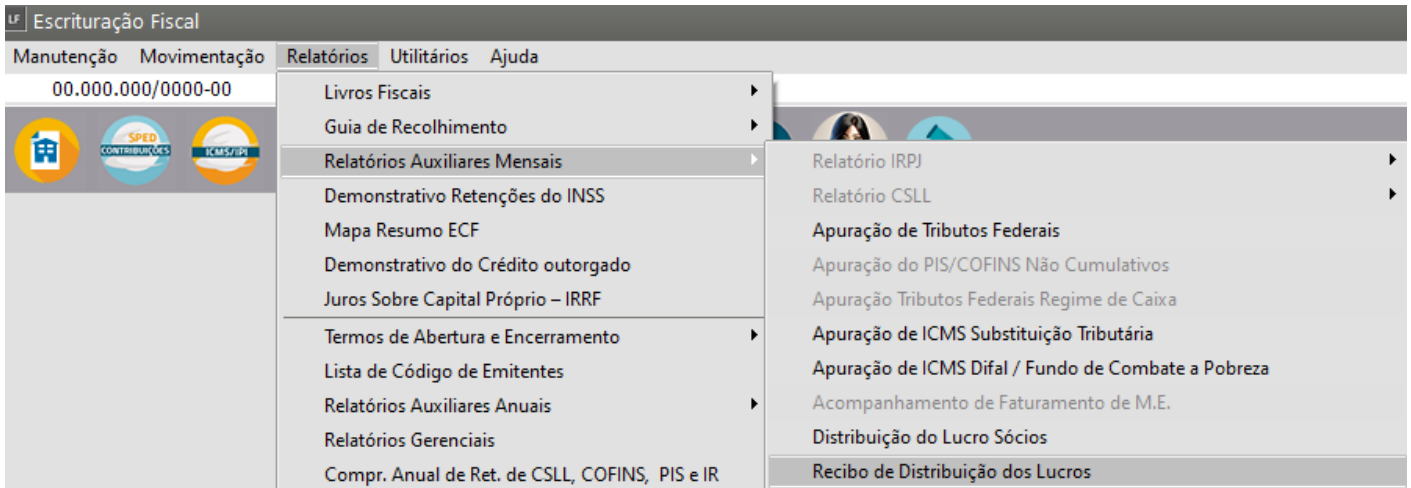 LF Escrituração Fiscal
Manutenção Movimentação Relatórios Utilitários Ajuda
00.000.000/0000-00
SPED
CONTRIBUIÇÕES
ICMS/IPI
Livros Fiscais
Guia de Recolhimento
Relatórios Auxiliares Mensais
Demonstrativo Retenções do INSS
Mapa Resumo ECF
Demonstrativo do Crédito outorgado
Juros Sobre Capital Próprio – IRRF
Termos de Abertura e Encerramento
Lista de Código de Emitentes
Relatórios Auxiliares Anuais
Relatórios Gerenciais
Compr. Anual de Ret. de CSLL, COFINS, PIS e IR
Relatório IRPJ
Relatório CSLL
Apuração de Tributos Federais
Apuração do PIS/COFINS Não Cumulativos
Apuração Tributos Federais Regime de Caixa
Apuração de ICMS Substituição Tributária
Apuração de ICMS Difal / Fundo de Combate a Pobreza
Acompanhamento de Faturamento de M.E.
Distribuição do Lucro Sócios
Recibo de Distribuição dos Lucros